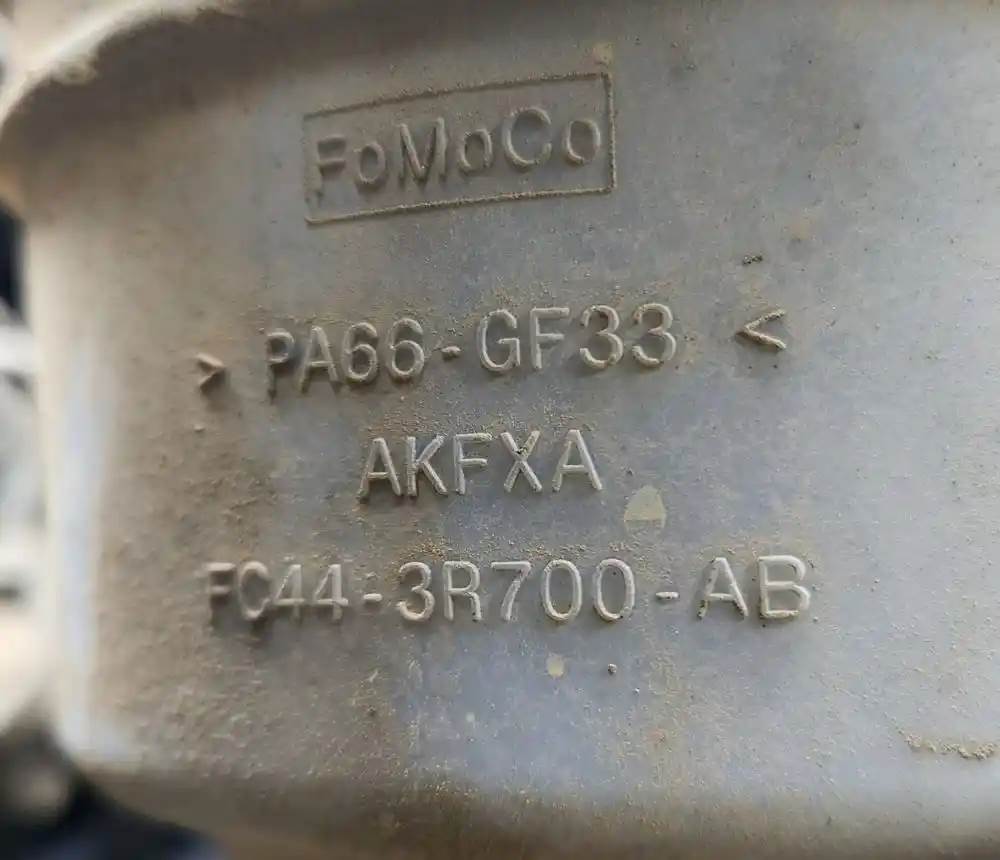 FoMoCo
> PA66-GF33 <
AKFXA
FC44-3R700-AB